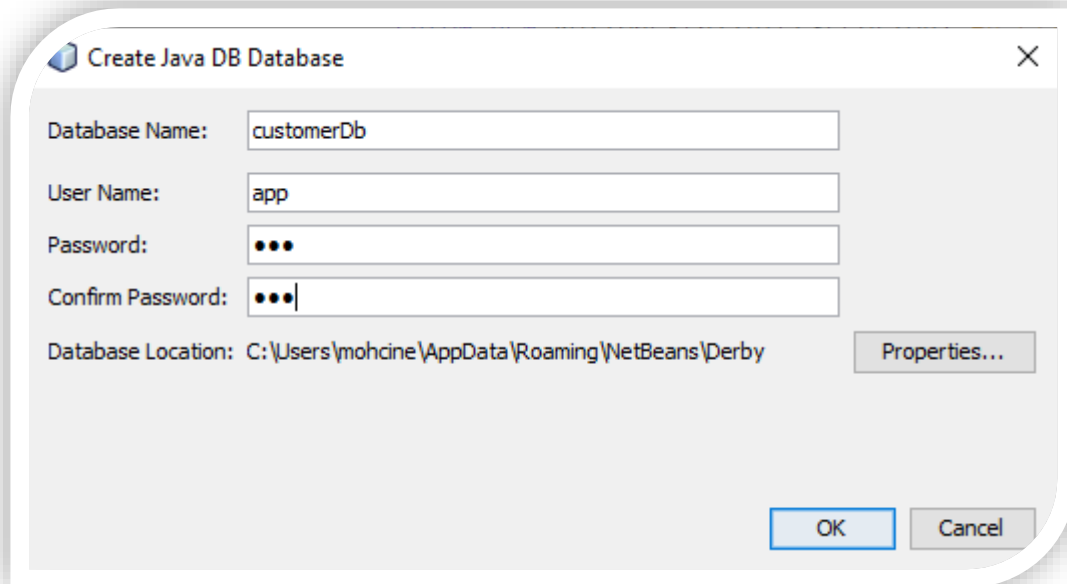 Create Java DB Database
Database Name: customerDb
User Name: app
Password: •••
Confirm Password: •••
Database Location: C:\Users\mohcine\AppData\Roaming\NetBeans\Derby Properties...
OK Cancel